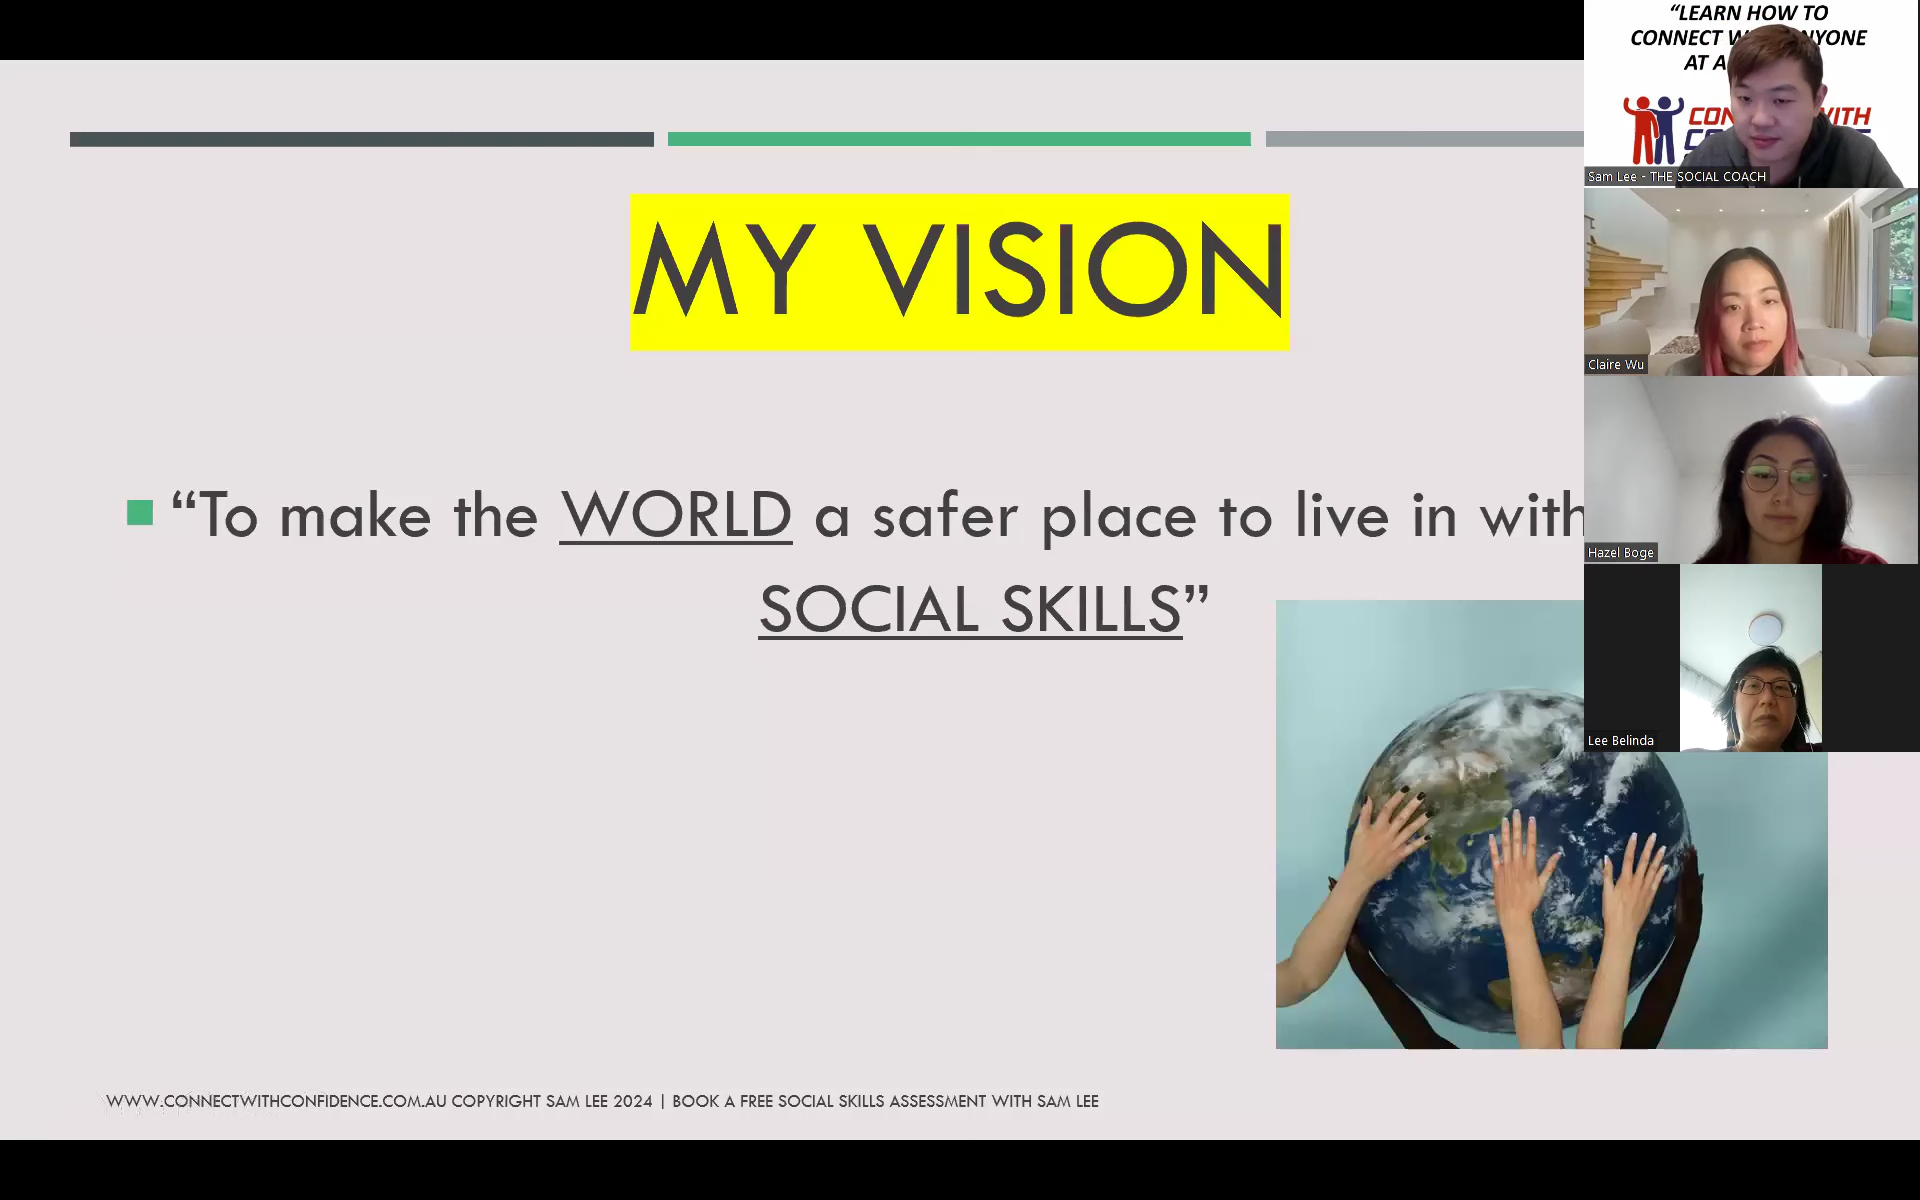 MY VISION
“To make the WORLD a safer place to live in with
SOCIAL SKILLS”
WWW.CONNECTWITHCONFIDENCE.COM.AU COPYRIGHT SAM LEE 2024 | BOOK A FREE SOCIAL SKILLS ASSESSMENT WITH SAM LEE
“LEARN HOW TO
CONNECT ANYONE
AT
WITH
Sam Lee - THE SOCIAL COACH
Claire Wu
Hazel Boge
Lee Belinda